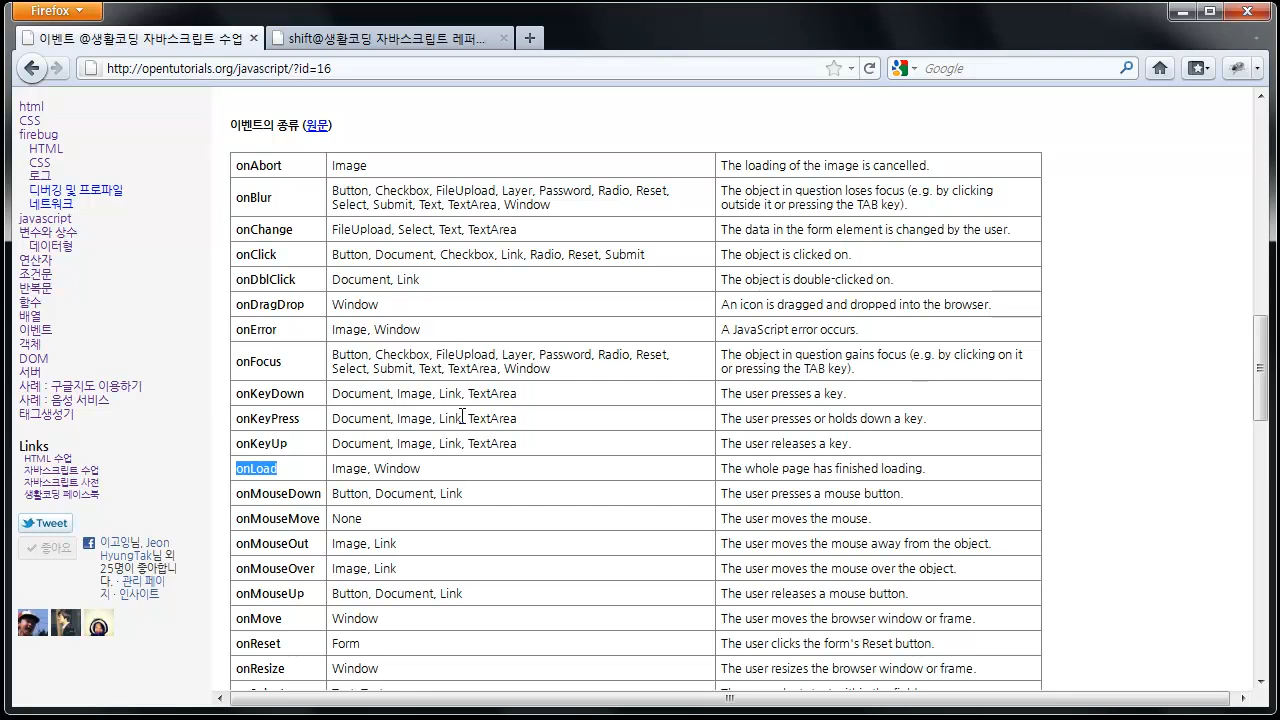 Firefox
이벤트 @생활코딩 자바스크립트 수업
shift@생활코딩 자바스크립트 레퍼...
http://opentutorials.org/javascript/?id=16
Google
html
CSS
firebug
HTML
CSS
로그
디버깅 및 프로파일
네트워크
javascript
변수와 상수
데이터형
연산자
조건문
반복문
함수
배열
이벤트
객체
DOM
서버
사례 : 구글지도 이용하기
사례 : 음성 서비스
태그생성기
Links
HTML 수업
자바스크립트 수업
자바스크립트 사전
생활코딩 페이스북
Tweet
좋아요
이고잉님, Jeon
HyungTak님 외
25명이 좋아합니
다. · 관리 페이
지 · 인사이트
이벤트의 종류 (원문)
onAbort Image The loading of the image is cancelled.
onBlur Button, Checkbox, FileUpload, Layer, Password, Radio, Reset, Select, Submit, Text, TextArea, Window The object in question loses focus (e.g. by clicking outside it or pressing the TAB key).
onChange FileUpload, Select, Text, TextArea The data in the form element is changed by the user.
onClick Button, Document, Checkbox, Link, Radio, Reset, Submit The object is clicked on.
onDblClick Document, Link The object is double-clicked on.
onDragDrop Window An icon is dragged and dropped into the browser.
onError Image, Window A JavaScript error occurs.
onFocus Button, Checkbox, FileUpload, Layer, Password, Radio, Reset, Select, Submit, Text, TextArea, Window The object in question gains focus (e.g. by clicking on it or pressing the TAB key).
onKeyDown Document, Image, Link, TextArea The user presses a key.
onKeyPress Document, Image, Link, TextArea The user presses or holds down a key.
onKeyUp Document, Image, Link, TextArea The user releases a key.
onLoad Image, Window The whole page has finished loading.
onMouseDown Button, Document, Link The user presses a mouse button.
onMouseMove None The user moves the mouse.
onMouseOut Image, Link The user moves the mouse away from the object.
onMouseOver Image, Link The user moves the mouse over the object.
onMouseUp Button, Document, Link The user releases a mouse button.
onMove Window The user moves the browser window or frame.
onReset Form The user clicks the form's Reset button.
onResize Window The user resizes the browser window or frame.